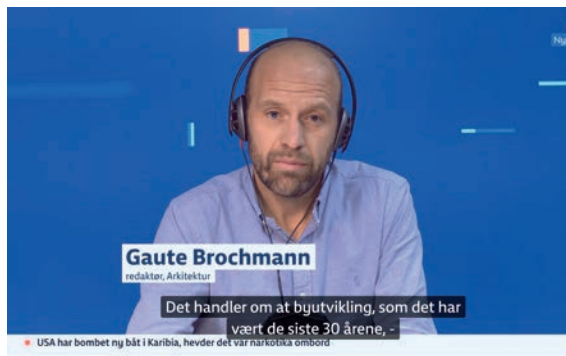 Ny
Gaute Brochmann
redaktør, Arkitektur
Det handler om at byutvikling, som det har
vært de siste 30 årene, -
USA har bombet ny båt i Karibia, hevder det var narkotika ombord